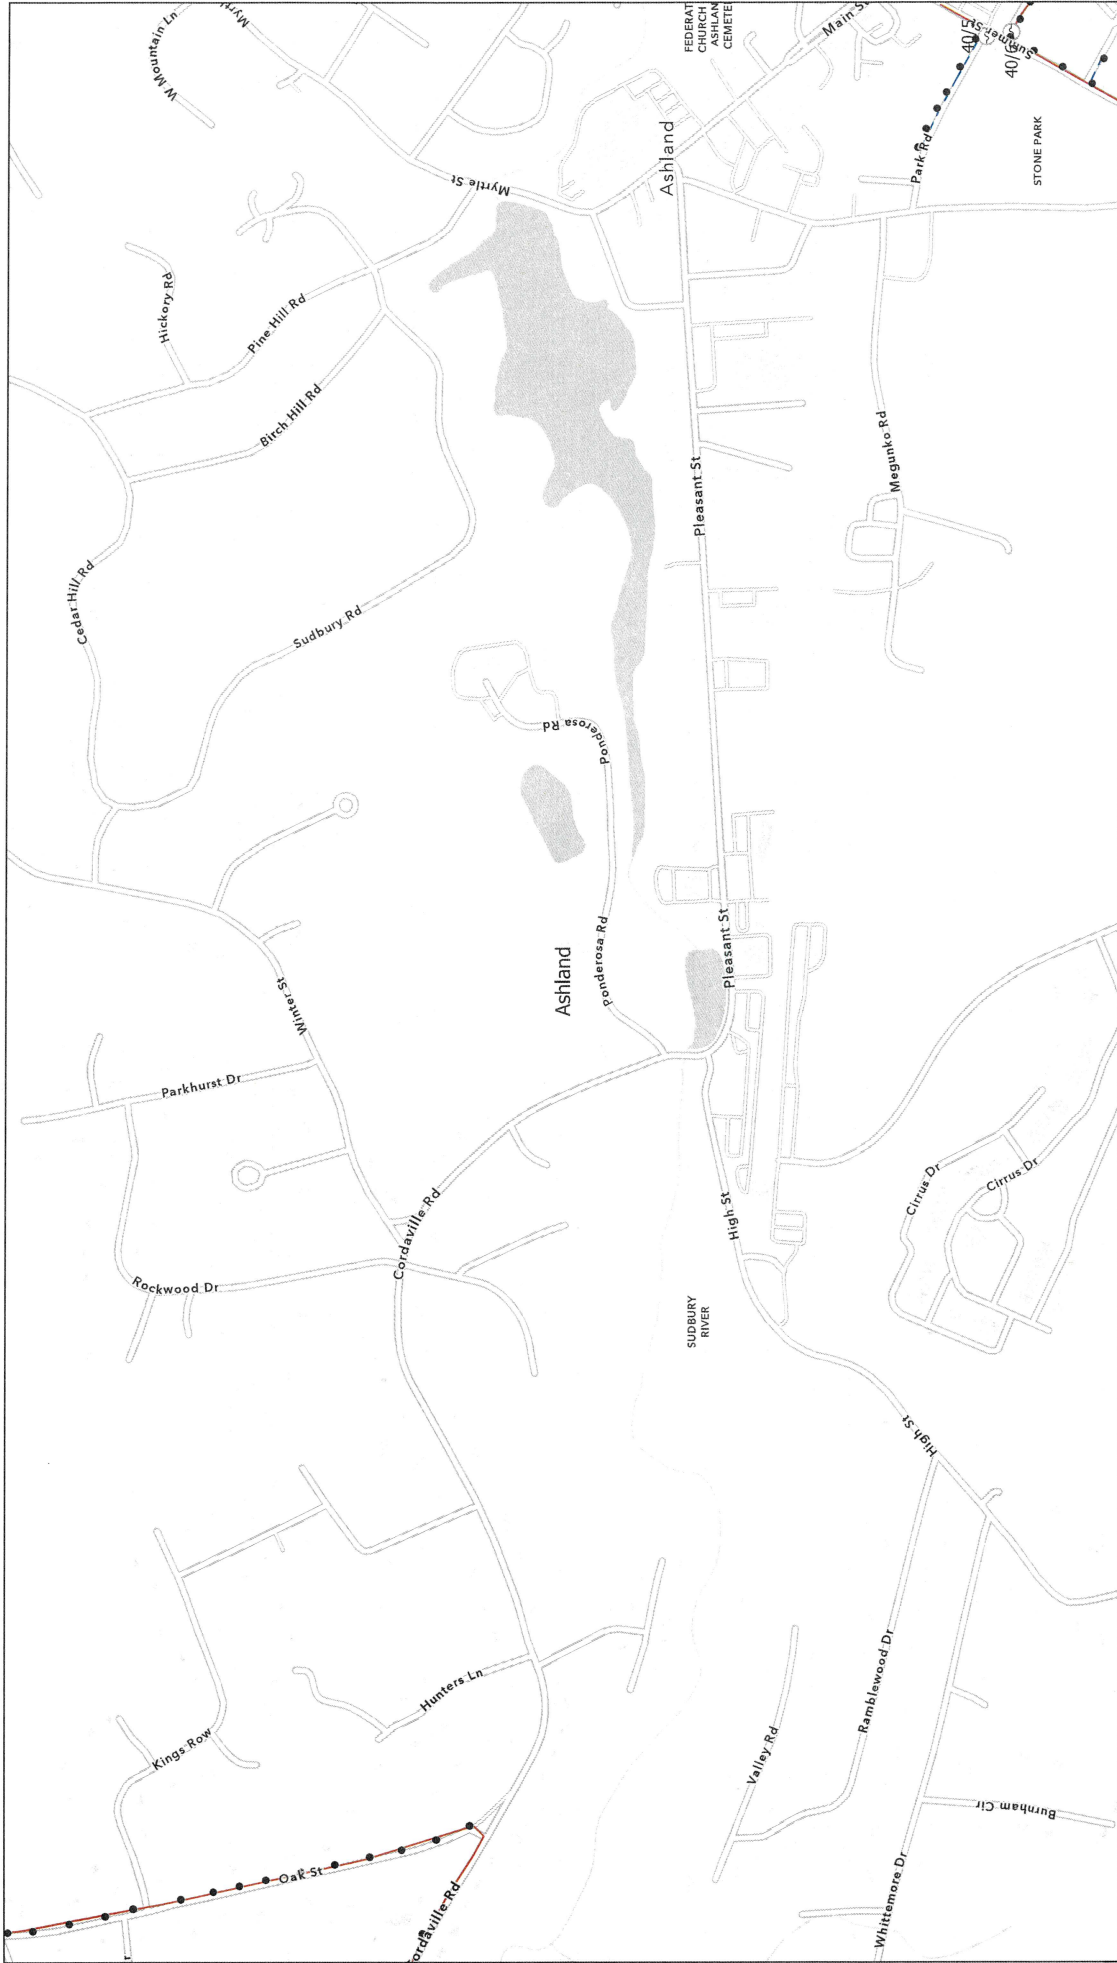 W Mountain Ln
Myrtl
FEDERAT
CHURCH
ASHLAN
CEMETE
Main St
40/5
Summer St
40/
Park Rd
STONE PARK
Ashland
Myrtle St
Hickory Rd
Pine Hill Rd
Birch Hill Rd
Pleasant St
Megunko Rd
Cedar Hill Rd
Sudbury Rd
Ponderosa Rd
Ponderosa Rd
Ashland
Pleasant St
Winter St
Parkhurst Dr
Cordaville Rd
High St
Cirrus Dr
Cirrus Dr
Rockwood Dr
SUDBURY
RIVER
High St
Hunters Ln
Kings Row
Valley Rd
Ramblewood Dr
Burnham Cir
Oak St
ordaville Rd
Whittemore Dr
r